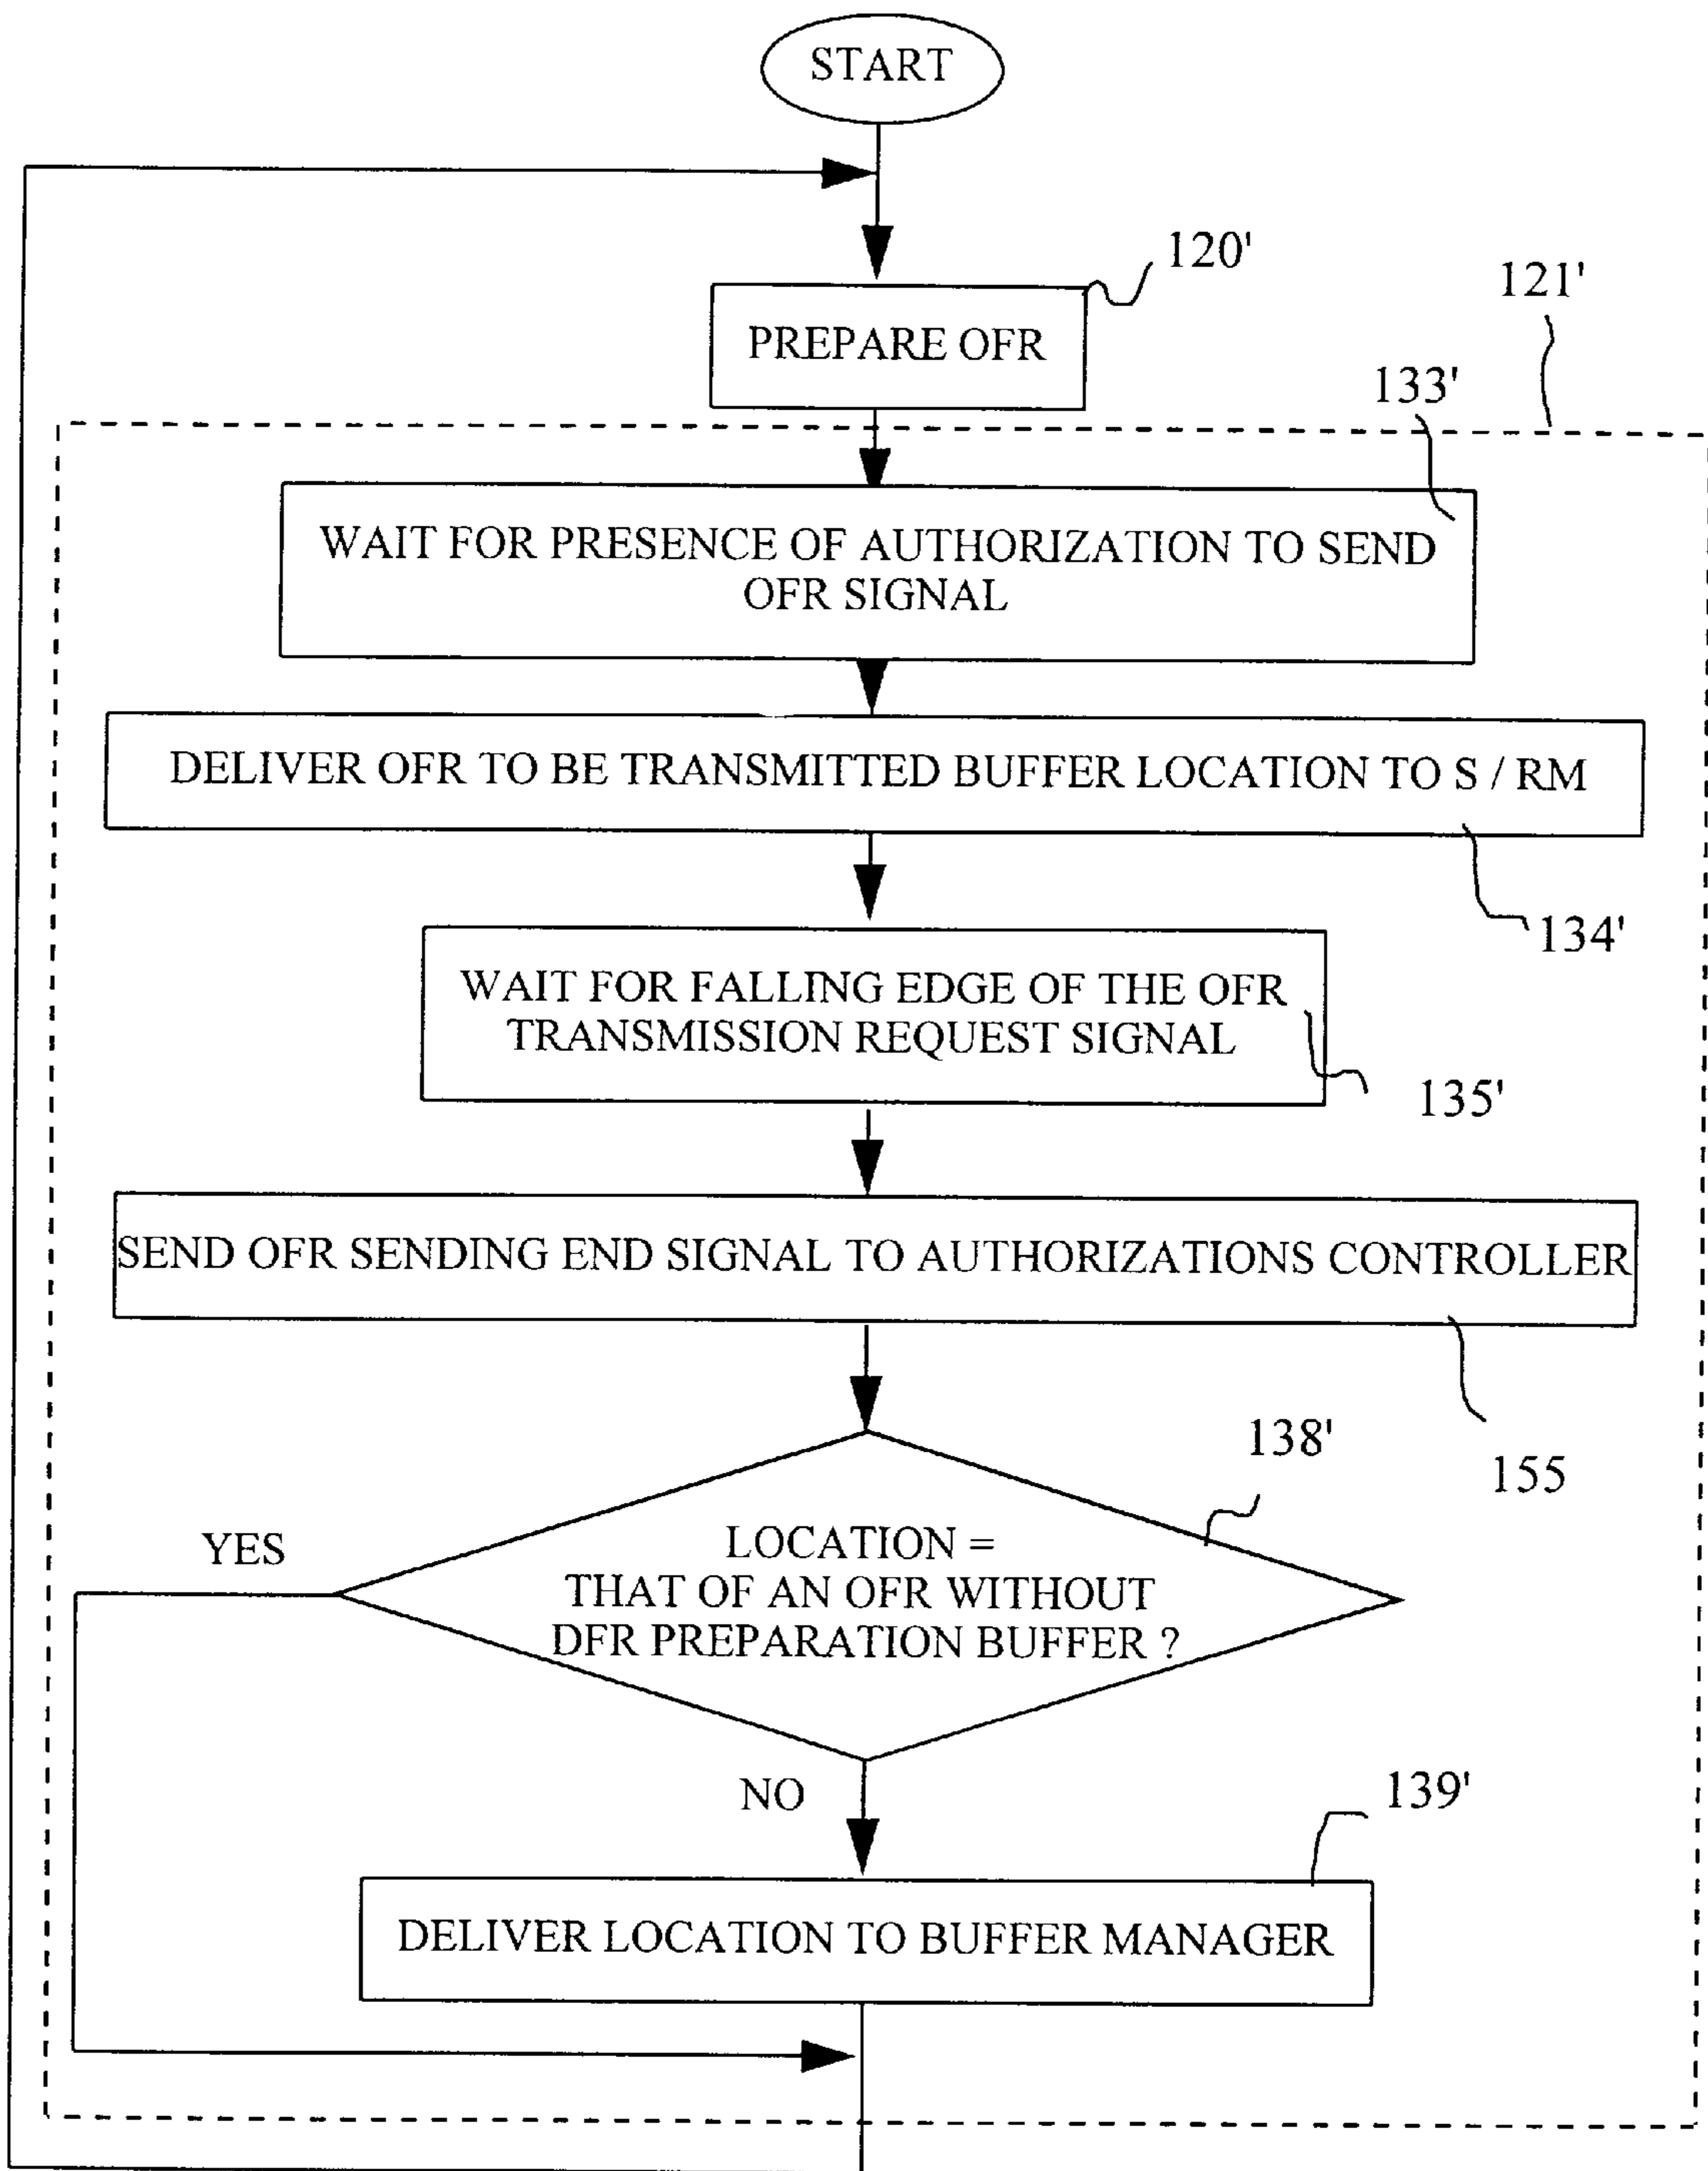 START
120'
121'
PREPARE OFR
133'
WAIT FOR PRESENCE OF AUTHORIZATION TO SEND
OFR SIGNAL
DELIVER OFR TO BE TRANSMITTED BUFFER LOCATION TO S / RM
134'
WAIT FOR FALLING EDGE OF THE OFR
TRANSMISSION REQUEST SIGNAL
135'
SEND OFR SENDING END SIGNAL TO AUTHORIZATIONS CONTROLLER
155
138'
YES
LOCATION =
THAT OF AN OFR WITHOUT
DFR PREPARATION BUFFER ?
NO
139'
DELIVER LOCATION TO BUFFER MANAGER